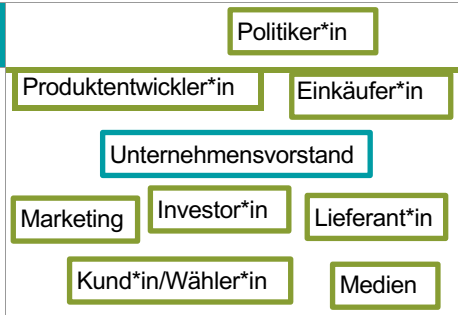 Politiker*in
Produktentwickler*in
Einkäufer*in
Unternehmensvorstand
Marketing
Investor*in
Lieferant*in
Kund*in/Wähler*in
Medien